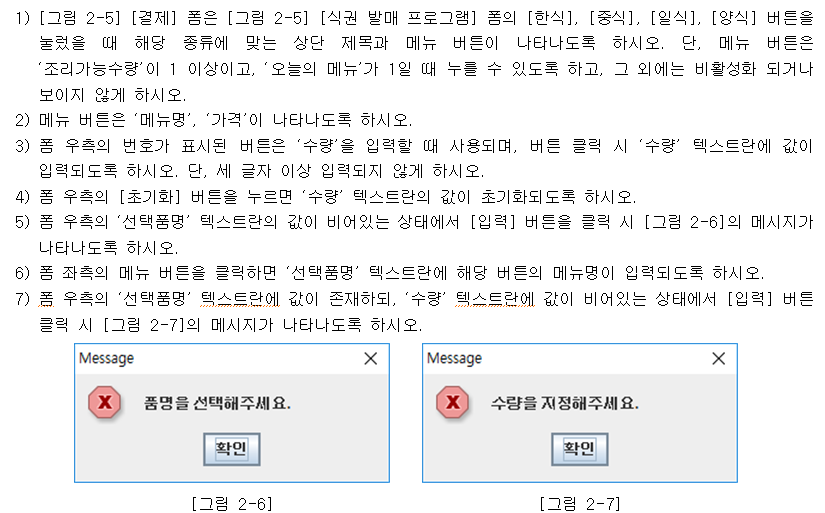 1) [그림 2-5] [결제] 폼은 [그림 2-5] [식권 발매 프로그램] 폼의 [한식], [중식], [일식], [양식] 버튼을
눌렀을 때 해당 종류에 맞는 상단 제목과 메뉴 버튼이 나타나도록 하시오. 단, 메뉴 버튼은
'조리가능수량'이 1 이상이고, '오늘의 메뉴'가 1일 때 누를 수 있도록 하고, 그 외에는 비활성화 되거나
보이지 않게 하시오.
2) 메뉴 버튼은 '메뉴명', '가격'이 나타나도록 하시오.
3) 폼 우측의 번호가 표시된 버튼은 '수량'을 입력할 때 사용되며, 버튼 클릭 시 '수량' 텍스트란에 값이
입력되도록 하시오. 단, 세 글자 이상 입력되지 않게 하시오.
4) 폼 우측의 [초기화] 버튼을 누르면 '수량' 텍스트란의 값이 초기화되도록 하시오.
5) 폼 우측의 '선택품명' 텍스트란의 값이 비어있는 상태에서 [입력] 버튼을 클릭 시 [그림 2-6]의 메시지가
나타나도록 하시오.
6) 폼 좌측의 메뉴 버튼을 클릭하면 '선택품명' 텍스트란에 해당 버튼의 메뉴명이 입력되도록 하시오.
7) 폼 우측의 '선택품명' 텍스트란에 값이 존재하되, '수량' 텍스트란에 값이 비어있는 상태에서 [입력] 버튼
클릭 시 [그림 2-7]의 메시지가 나타나도록 하시오.
Message
품명을 선택해주세요.
확인
[그림 2-6]
Message
수량을 지정해주세요.
확인
[그림 2-7]